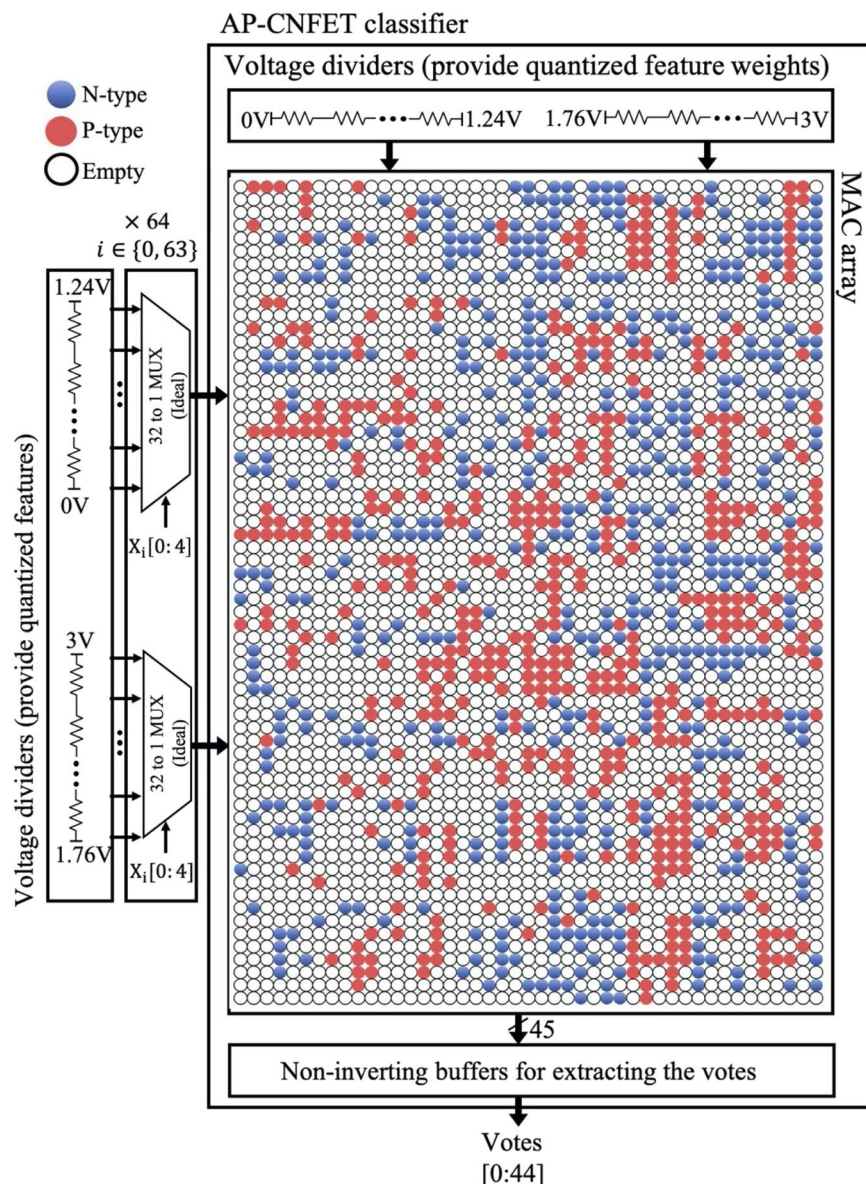 AP-CNFET classifier
Voltage dividers (provide quantized feature weights)
N-type
P-type
Empty
0V
1.24V
1.76V
3V
MAC array
× 64
i ∈ {0, 63}
1.24V
0V
32 to 1 MUX
(Ideal)
Xi[0: 4]
Voltage dividers (provide quantized features)
3V
1.76V
32 to 1 MUX
(Ideal)
Xi[0: 4]
45
Non-inverting buffers for extracting the votes
Votes
[0:44]